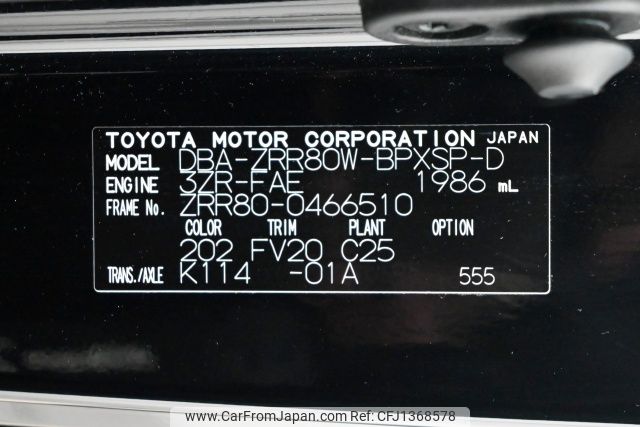 TOYOTA MOTOR CORPORATION JAPAN
MODEL DBA-ZRR80W-BPXSP-D
ENGINE 3ZR-FAE 1986 mL
FRAME No. ZRR80-0466510
COLOR TRIM PLANT OPTION
202 FV20 C25
TRANS./AXLE K114 -01A 555
www.CarFromJapan.com | CFJ1368578